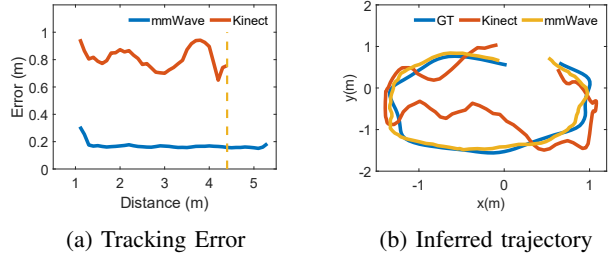 mmWave Kinect
1
0.8
0.6
0.4
0.2
0
Error (m)
1 2 3 4 5
Distance (m)
(a) Tracking Error
GT Kinect mmWave
2
1
0
-1
-2
y(m)
-1 0 1
x(m)
(b) Inferred trajectory